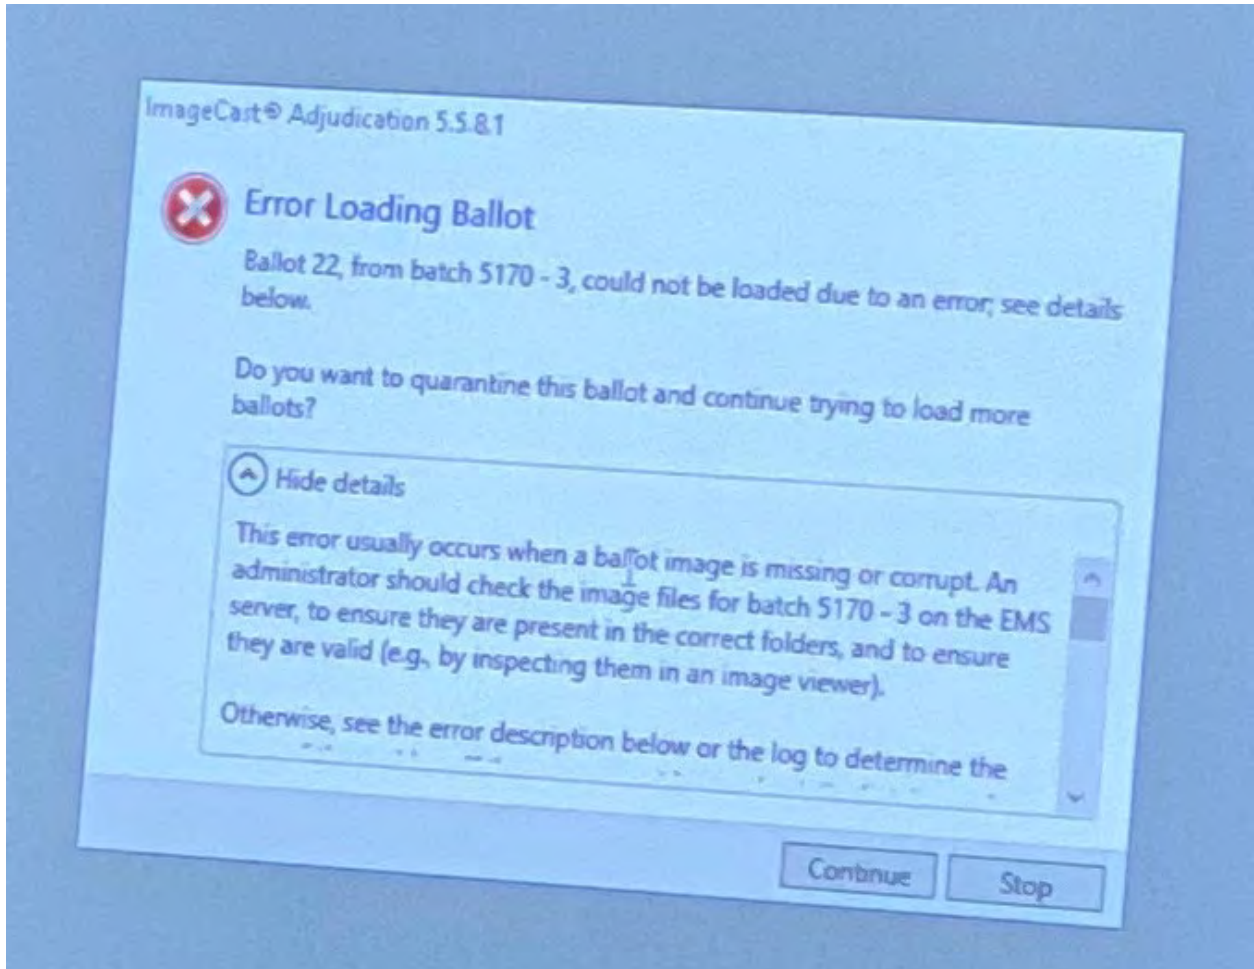 ImageCast® Adjudication 5.5.8.1
Error Loading Ballot
Ballot 22, from batch 5170 - 3, could not be loaded due to an error; see details
below.
Do you want to quarantine this ballot and continue trying to load more
ballots?
Hide details
This error usually occurs when a ballot image is missing or corrupt. An
administrator should check the image files for batch 5170 - 3 on the EMS
server, to ensure they are present in the correct folders, and to ensure
they are valid (e.g., by inspecting them in an image viewer).
Otherwise, see the error description below or the log to determine the
Continue
Stop